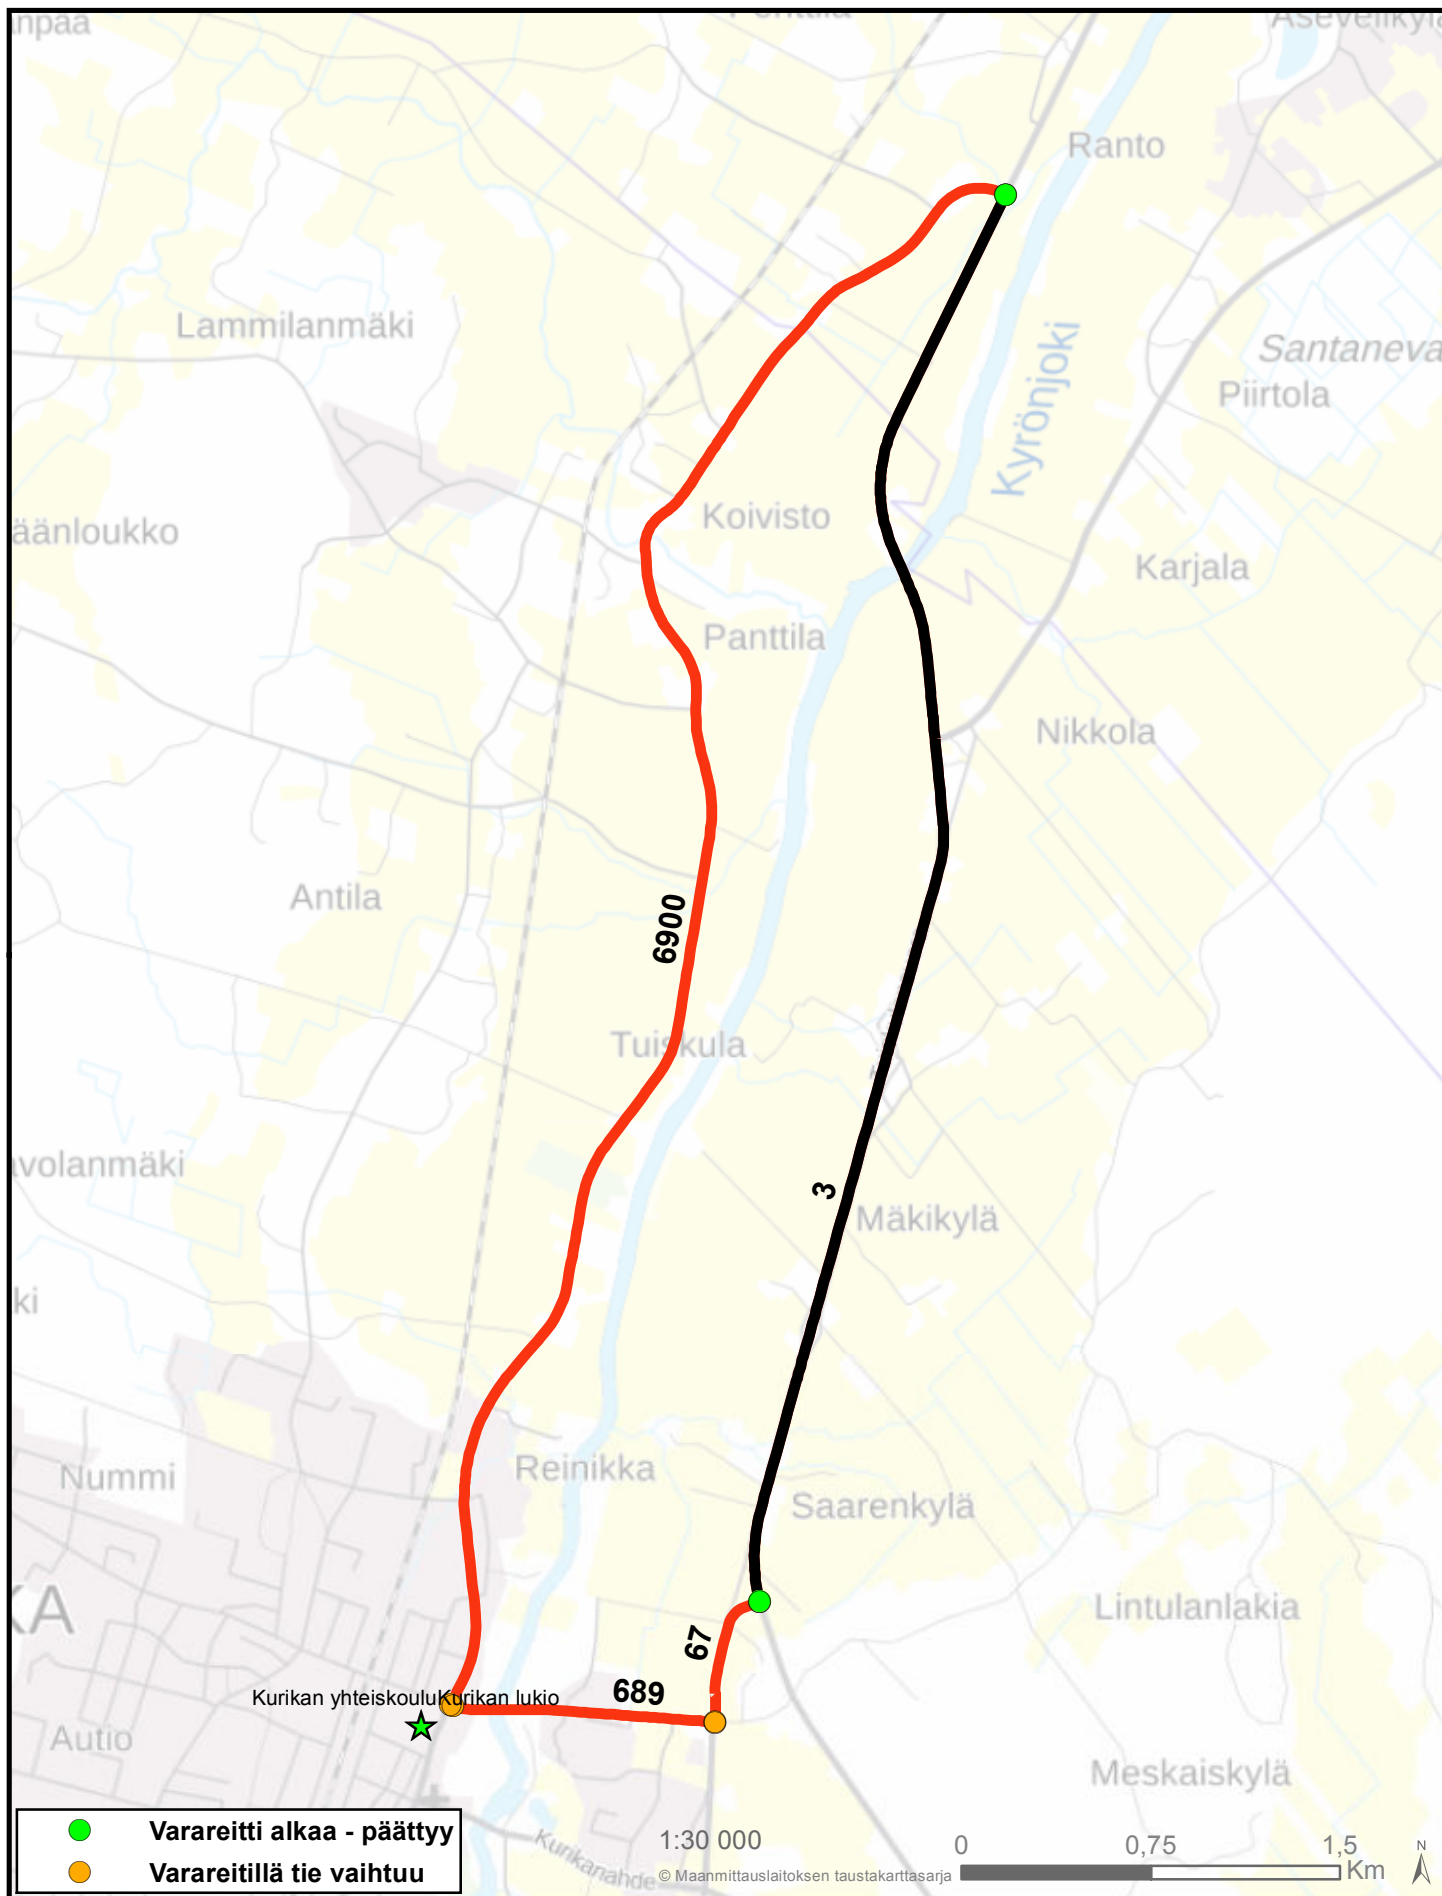 Ranto
Lammilanmäki
Kyrönjoki
Santaneva
Piirtola
Koivisto
äänloukko
Karjala
Panttila
Nikkola
Antila
6900
Tuiskula
avolanmäki
3
Mäkikylä
ki
Nummi
Reinikka
Saarenkylä
KA
Lintulanlakia
67
689
Kurikan yhteiskouluKurikan lukio
Autio
Meskaiskylä
Varareitti alkaa - päättyy
Varareitillä tie vaihtuu
Kurikanahde
1:30 000
© Maanmittauslaitoksen taustakarttasarja
0 0,75 1,5
Km
N